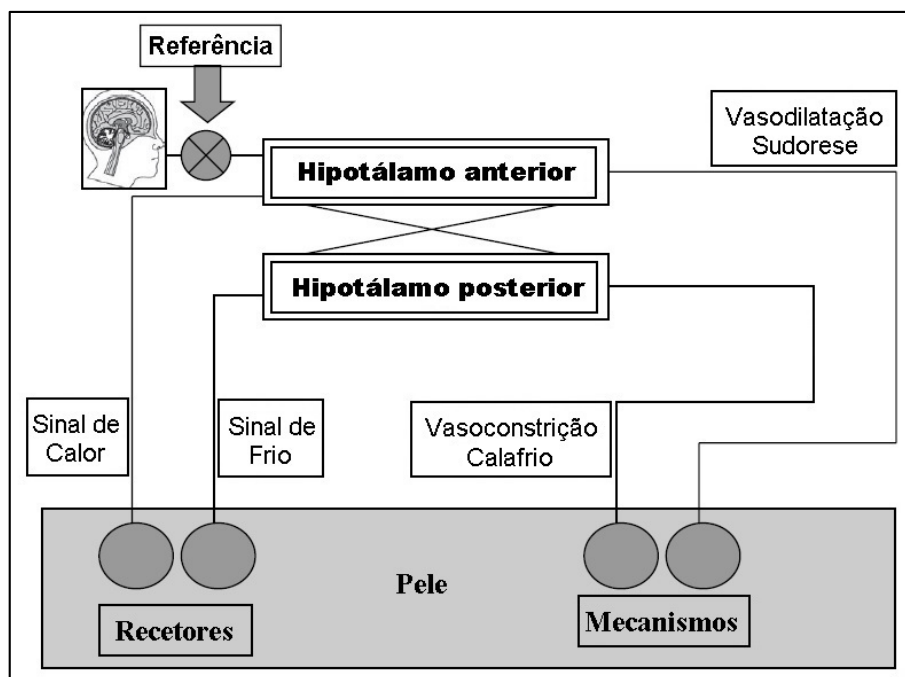 Referência
Vasodilatação
Sudorese
Hipotálamo anterior
Hipotálamo posterior
Sinal de
Calor
Sinal de
Frio
Vasoconstrição
Calafrio
Pele
Recetores
Mecanismos